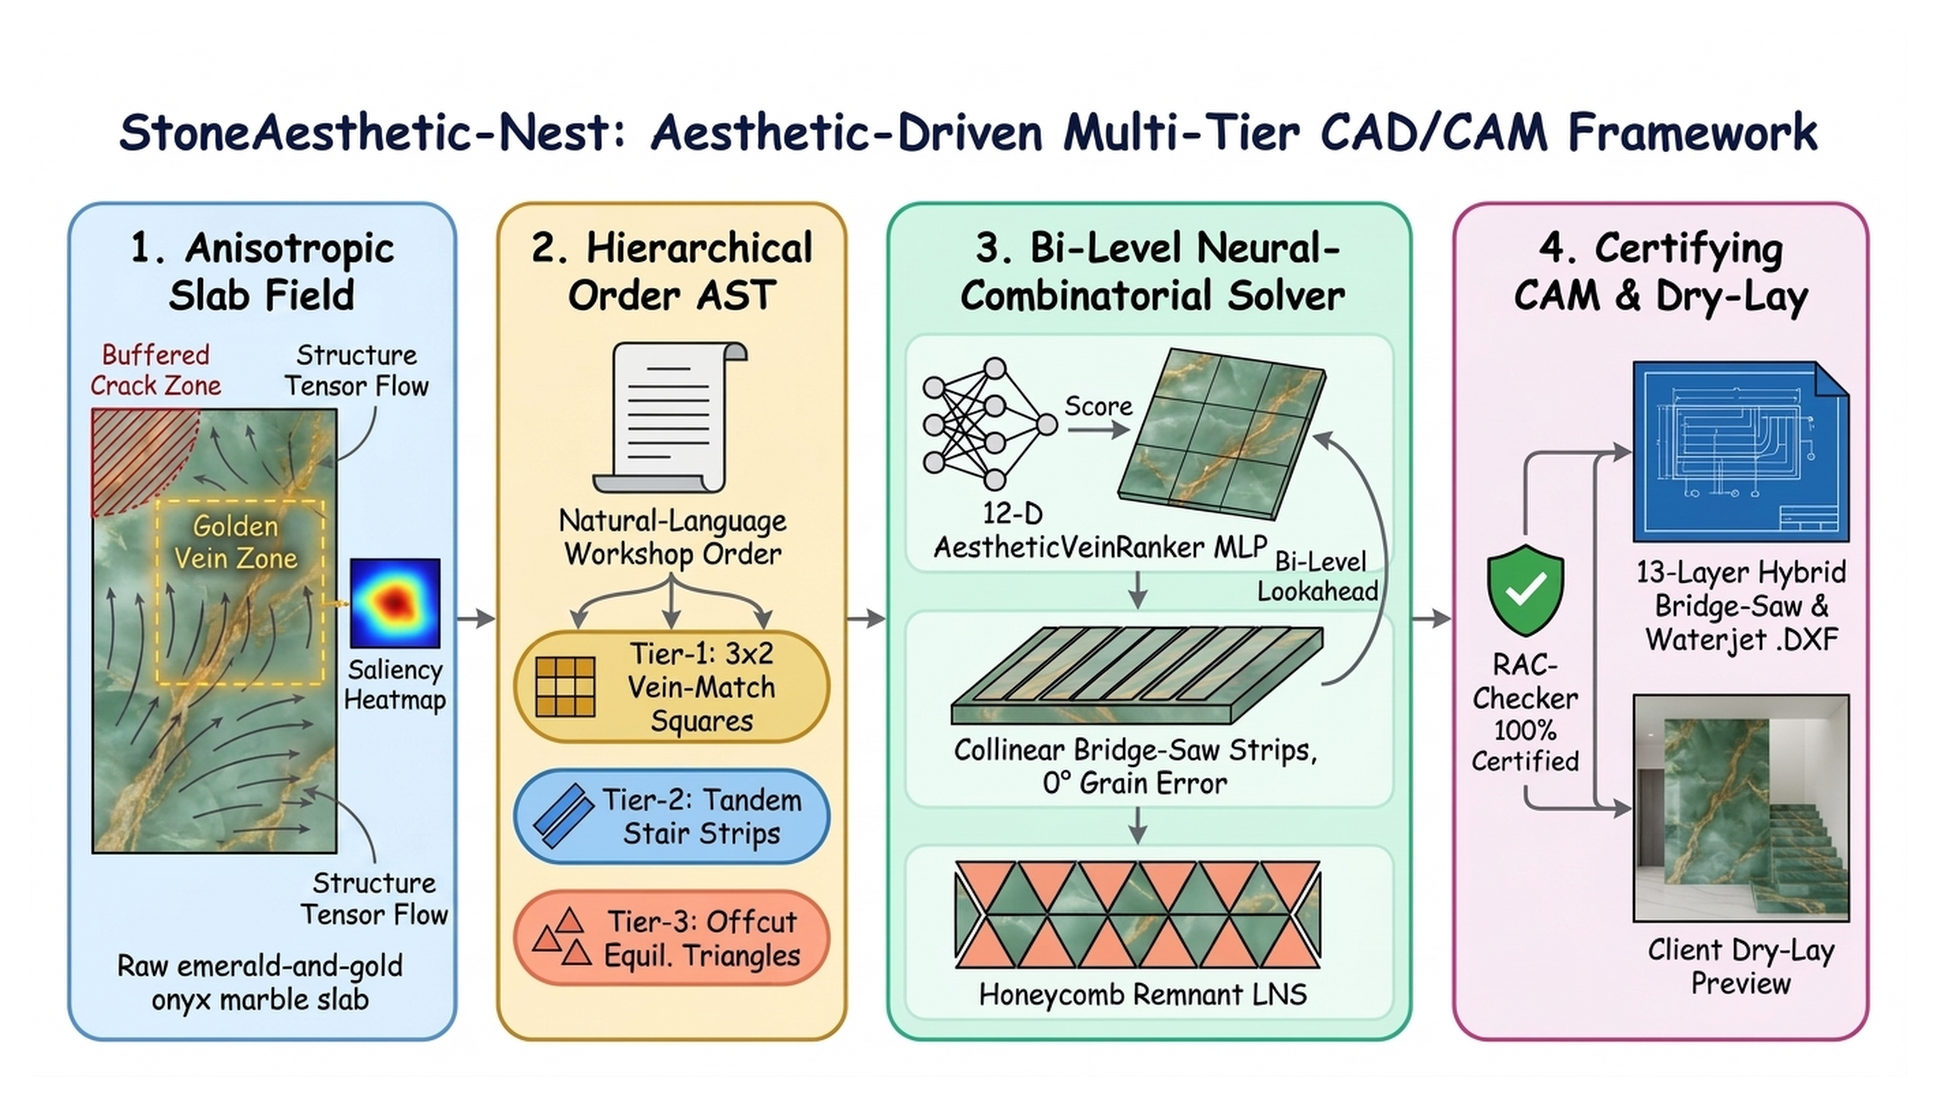 StoneAesthetic-Nest: Aesthetic-Driven Multi-Tier CAD/CAM Framework
1. Anisotropic
Slab Field
Buffered
Crack Zone
Structure
Tensor Flow
Golden
Vein Zone
Saliency
Heatmap
Structure
Tensor Flow
Raw emerald-and-gold
onyx marble slab
2. Hierarchical
Order AST
Natural-Language
Workshop Order
Tier-1: 3x2
Vein-Match
Squares
Tier-2: Tandem
Stair Strips
Tier-3: Offcut
Equil. Triangles
3. Bi-Level Neural-
Combinatorial Solver
Score
12-D
AestheticVeinRanker MLP
Bi-Level
Lookahead
Collinear Bridge-Saw Strips,
0° Grain Error
Honeycomb Remnant LNS
4. Certifying
CAM & Dry-Lay
RAC-
Checker
100%
Certified
13-Layer Hybrid
Bridge-Saw &
Waterjet .DXF
Client Dry-Lay
Preview